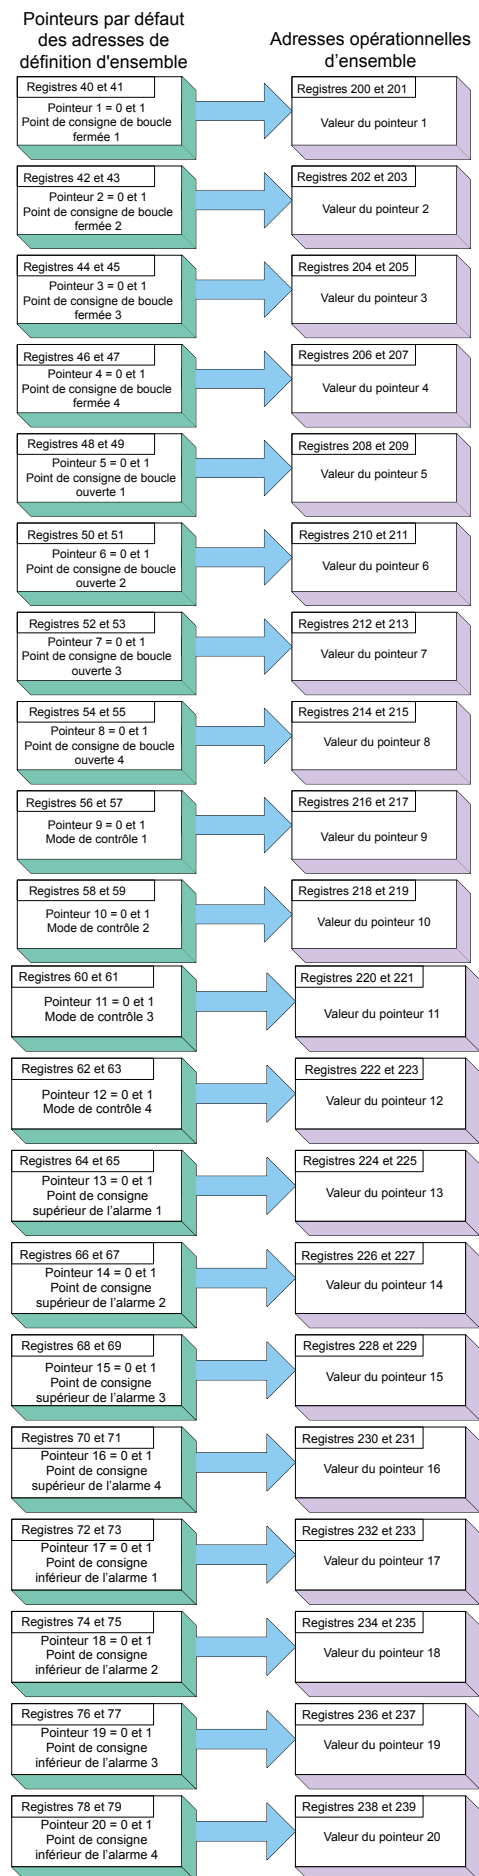 Pointeurs par défaut
des adresses de
définition d'ensemble
Adresses opérationnelles
d'ensemble
Registres 40 et 41
Pointeur 1 = 0 et 1
Point de consigne de boucle
fermée 1
Registres 200 et 201
Valeur du pointeur 1
Registres 42 et 43
Pointeur 2 = 0 et 1
Point de consigne de boucle
fermée 2
Registres 202 et 203
Valeur du pointeur 2
Registres 44 et 45
Pointeur 3 = 0 et 1
Point de consigne de boucle
fermée 3
Registres 204 et 205
Valeur du pointeur 3
Registres 46 et 47
Pointeur 4 = 0 et 1
Point de consigne de boucle
fermée 4
Registres 206 et 207
Valeur du pointeur 4
Registres 48 et 49
Pointeur 5 = 0 et 1
Point de consigne de boucle
ouverte 1
Registres 208 et 209
Valeur du pointeur 5
Registres 50 et 51
Pointeur 6 = 0 et 1
Point de consigne de boucle
ouverte 2
Registres 210 et 211
Valeur du pointeur 6
Registres 52 et 53
Pointeur 7 = 0 et 1
Point de consigne de boucle
ouverte 3
Registres 212 et 213
Valeur du pointeur 7
Registres 54 et 55
Pointeur 8 = 0 et 1
Point de consigne de boucle
ouverte 4
Registres 214 et 215
Valeur du pointeur 8
Registres 56 et 57
Pointeur 9 = 0 et 1
Mode de contrôle 1
Registres 216 et 217
Valeur du pointeur 9
Registres 58 et 59
Pointeur 10 = 0 et 1
Mode de contrôle 2
Registres 218 et 219
Valeur du pointeur 10
Registres 60 et 61
Pointeur 11 = 0 et 1
Mode de contrôle 3
Registres 220 et 221
Valeur du pointeur 11
Registres 62 et 63
Pointeur 12 = 0 et 1
Mode de contrôle 4
Registres 222 et 223
Valeur du pointeur 12
Registres 64 et 65
Pointeur 13 = 0 et 1
Point de consigne
supérieur de l'alarme 1
Registres 224 et 225
Valeur du pointeur 13
Registres 66 et 67
Pointeur 14 = 0 et 1
Point de consigne
supérieur de l'alarme 2
Registres 226 et 227
Valeur du pointeur 14
Registres 68 et 69
Pointeur 15 = 0 et 1
Point de consigne
supérieur de l'alarme 3
Registres 228 et 229
Valeur du pointeur 15
Registres 70 et 71
Pointeur 16 = 0 et 1
Point de consigne
supérieur de l'alarme 4
Registres 230 et 231
Valeur du pointeur 16
Registres 72 et 73
Pointeur 17 = 0 et 1
Point de consigne
inférieur de l'alarme 1
Registres 232 et 233
Valeur du pointeur 17
Registres 74 et 75
Pointeur 18 = 0 et 1
Point de consigne
inférieur de l'alarme 2
Registres 234 et 235
Valeur du pointeur 18
Registres 76 et 77
Pointeur 19 = 0 et 1
Point de consigne
inférieur de l'alarme 3
Registres 236 et 237
Valeur du pointeur 19
Registres 78 et 79
Pointeur 20 = 0 et 1
Point de consigne
inférieur de l'alarme 4
Registres 238 et 239
Valeur du pointeur 20